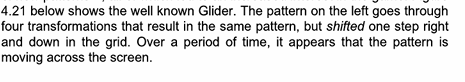 4.21 below shows the well known Glider. The pattern on the left goes through
four transformations that result in the same pattern, but shifted one step right
and down in the grid. Over a period of time, it appears that the pattern is
moving across the screen.